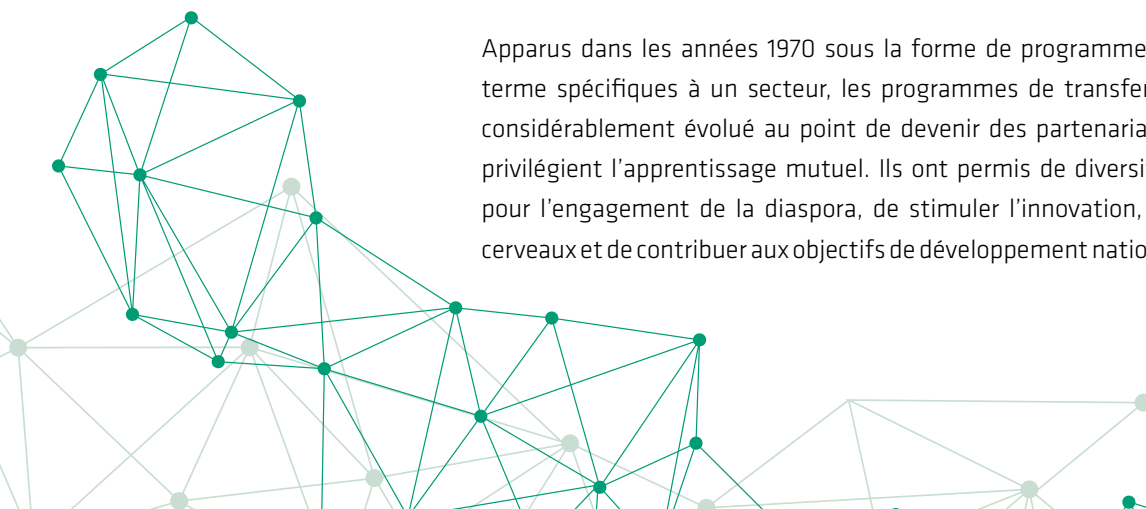 Apparus dans les années 1970 sous la forme de programme
terme spécifiques à un secteur, les programmes de transfer
considérablement évolué au point de devenir des partenaria
privilégient l’apprentissage mutuel. Ils ont permis de diversi
pour l’engagement de la diaspora, de stimuler l’innovation,
cerveaux et de contribuer aux objectifs de développement natio